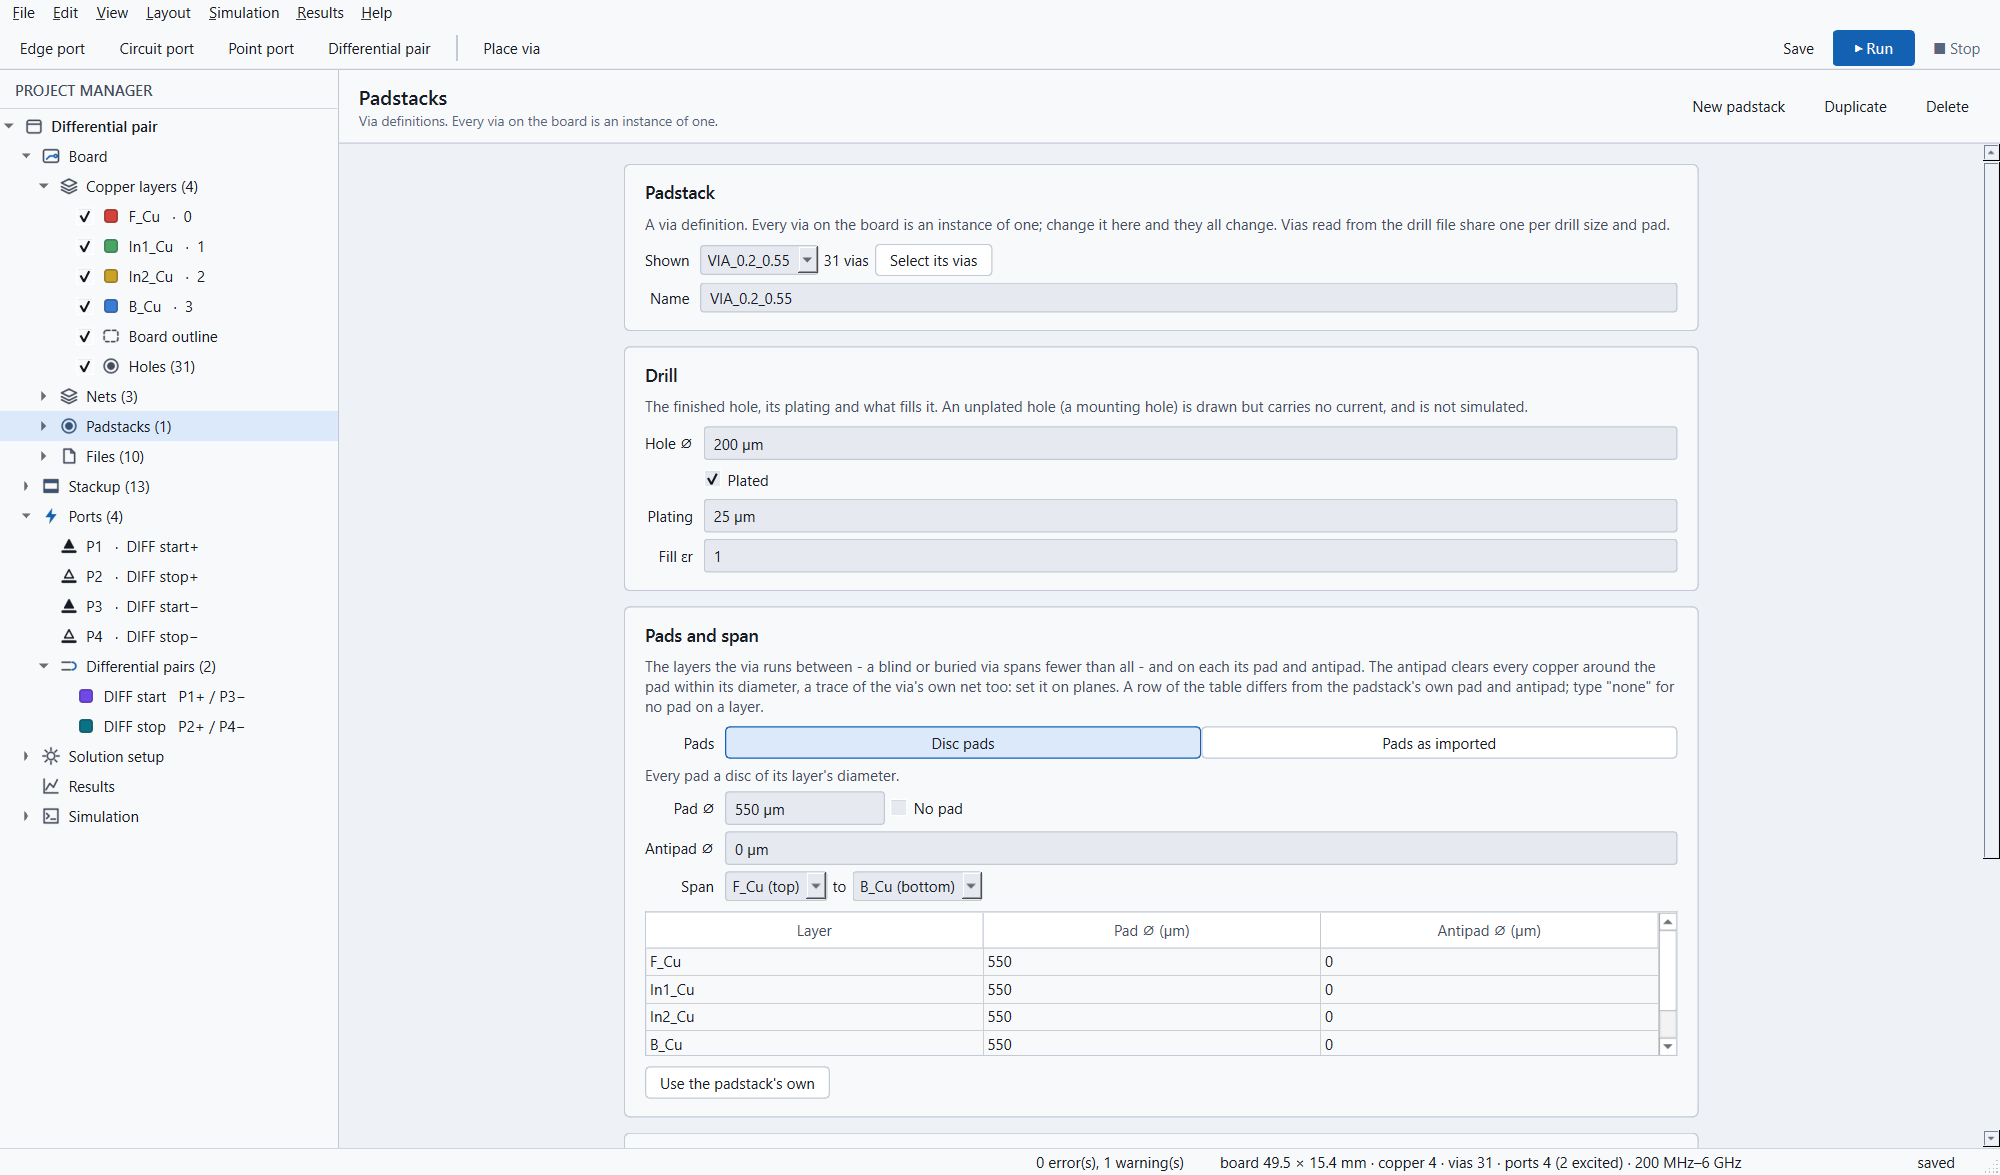 File Edit View Layout Simulation Results Help
Edge port Circuit port Point port Differential pair Place via Save Run Stop
PROJECT MANAGER
Differential pair
Board
Copper layers (4)
F_Cu · 0
In1_Cu · 1
In2_Cu · 2
B_Cu · 3
Board outline
Holes (31)
Nets (3)
Padstacks (1)
Files (10)
Stackup (13)
Ports (4)
P1 · DIFF start+
P2 · DIFF stop+
P3 · DIFF start−
P4 · DIFF stop−
Differential pairs (2)
DIFF start P1+ / P3−
DIFF stop P2+ / P4−
Solution setup
Results
Simulation
Padstacks
Via definitions. Every via on the board is an instance of one.
New padstack Duplicate Delete
Padstack
A via definition. Every via on the board is an instance of one; change it here and they all change. Vias read from the drill file share one per drill size and pad.
Shown VIA_0.2_0.55 31 vias Select its vias
Name VIA_0.2_0.55
Drill
The finished hole, its plating and what fills it. An unplated hole (a mounting hole) is drawn but carries no current, and is not simulated.
Hole ∅ 200 µm
Plated
Plating 25 µm
Fill εr 1
Pads and span
The layers the via runs between - a blind or buried via spans fewer than all - and on each its pad and antipad. The antipad clears every copper around the
pad within its diameter, a trace of the via's own net too: set it on planes. A row of the table differs from the padstack's own pad and antipad; type "none" for
no pad on a layer.
Pads Disc pads Pads as imported
Every pad a disc of its layer's diameter.
Pad ∅ 550 µm No pad
Antipad ∅ 0 µm
Span F_Cu (top) to B_Cu (bottom)
Layer Pad ∅ (µm) Antipad ∅ (µm)
F_Cu 550 0
In1_Cu 550 0
In2_Cu 550 0
B_Cu 550 0
Use the padstack's own
0 error(s), 1 warning(s) board 49.5 × 15.4 mm · copper 4 · vias 31 · ports 4 (2 excited) · 200 MHz–6 GHz saved